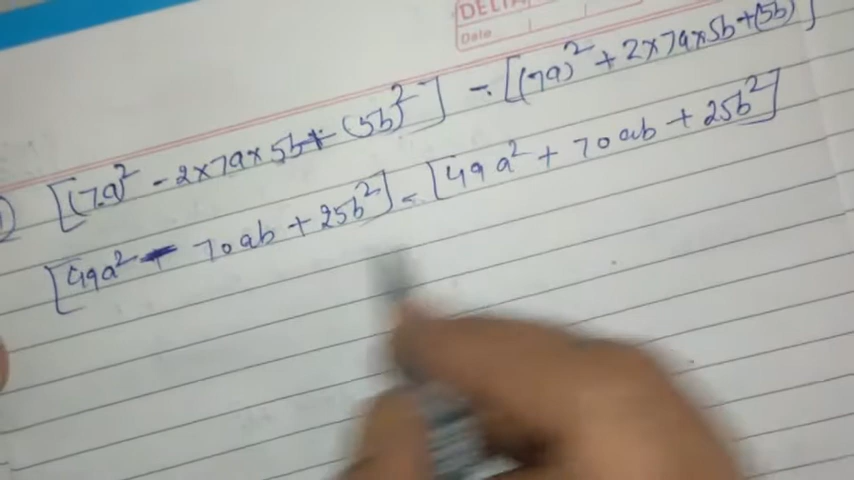 DELTA
Date
[(7a)² - 2×7a×5b+ (5b)²] - [(7a)² + 2×7a×5b+(5b)]
[49a² - 70ab + 25b²] - [49a² + 70ab + 25b²]